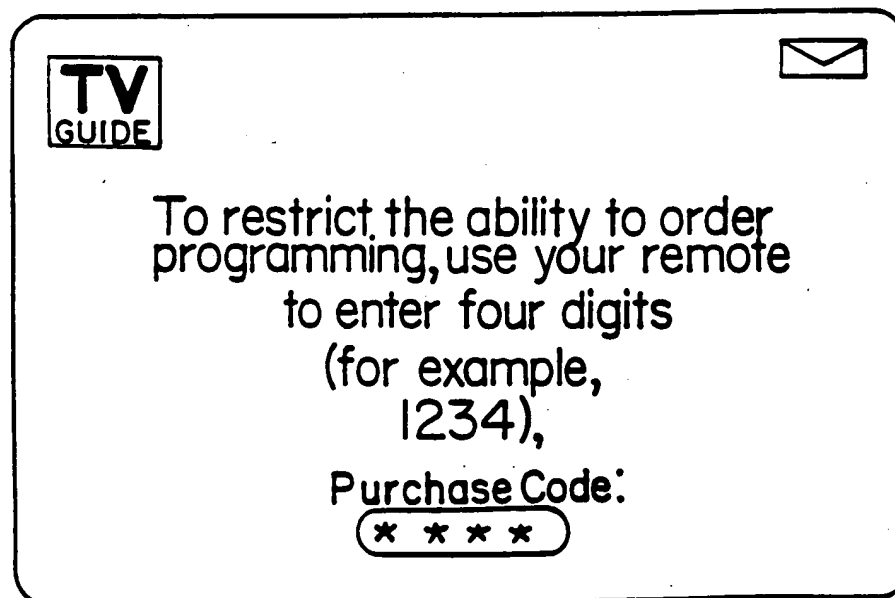 TV
GUIDE
To restrict the ability to order
programming, use your remote
to enter four digits
(for example,
1234),
Purchase Code:
* * * *